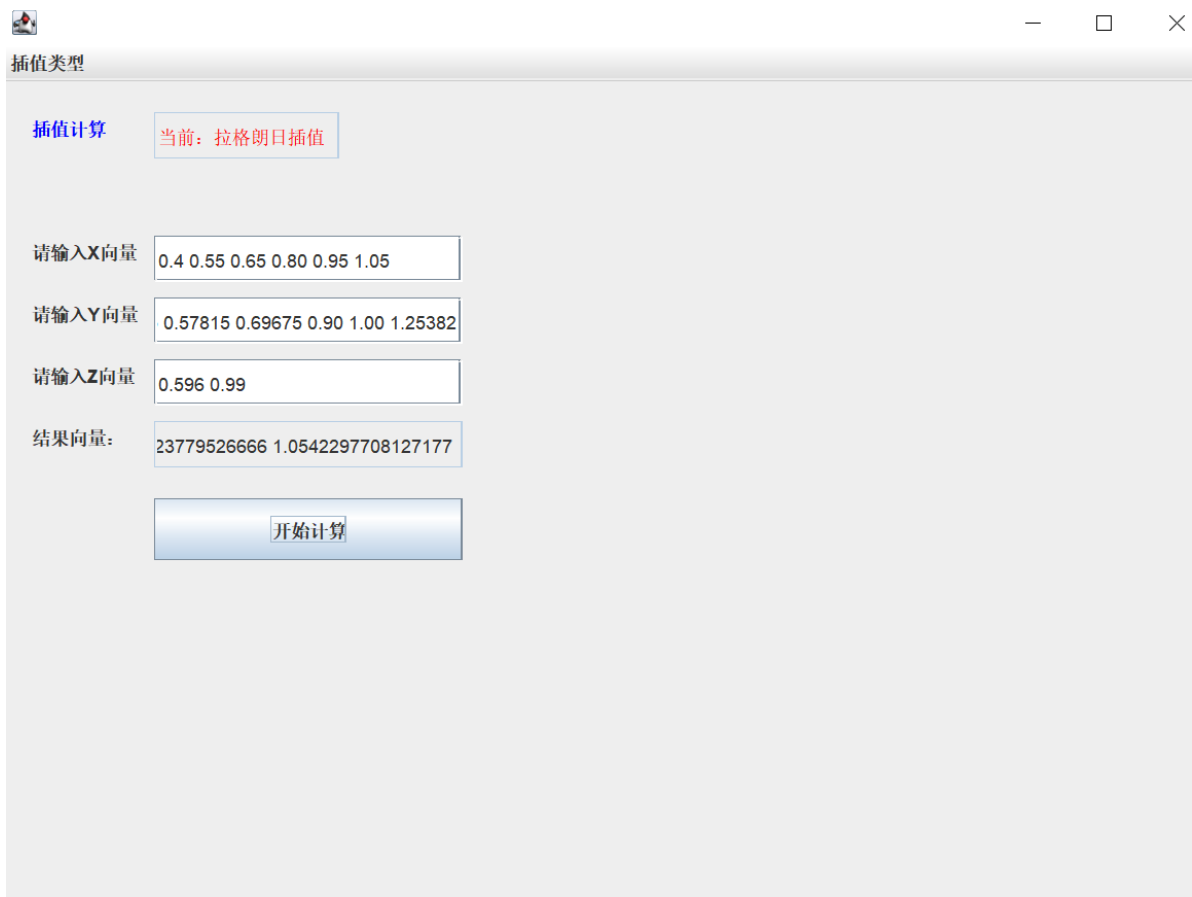 插值类型
插值计算 当前：拉格朗日插值
请输入X向量 0.4 0.55 0.65 0.80 0.95 1.05
请输入Y向量 0.57815 0.69675 0.90 1.00 1.25382
请输入Z向量 0.596 0.99
结果向量： 23779526666 1.0542297708127177
开始计算